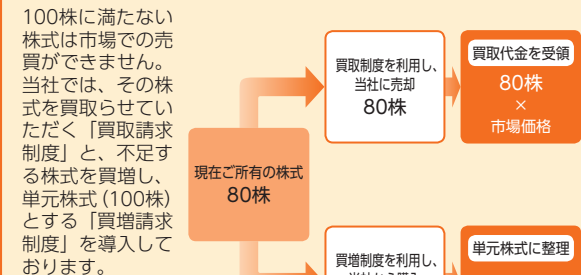 100株に満たない
株式は市場での売
買ができません。
当社では、その株
式を買取らせてい
ただく「買取請求
制度」と、不足す
る株式を買増し、
単元株式(100株)
とする「買増請求
制度」を導入して
おります。
現在ご所有の株式
80株
買取制度を利用し、
当社に売却
80株
買取代金を受領
80株
×
市場価格
買増制度を利用し、
単元株式に整理